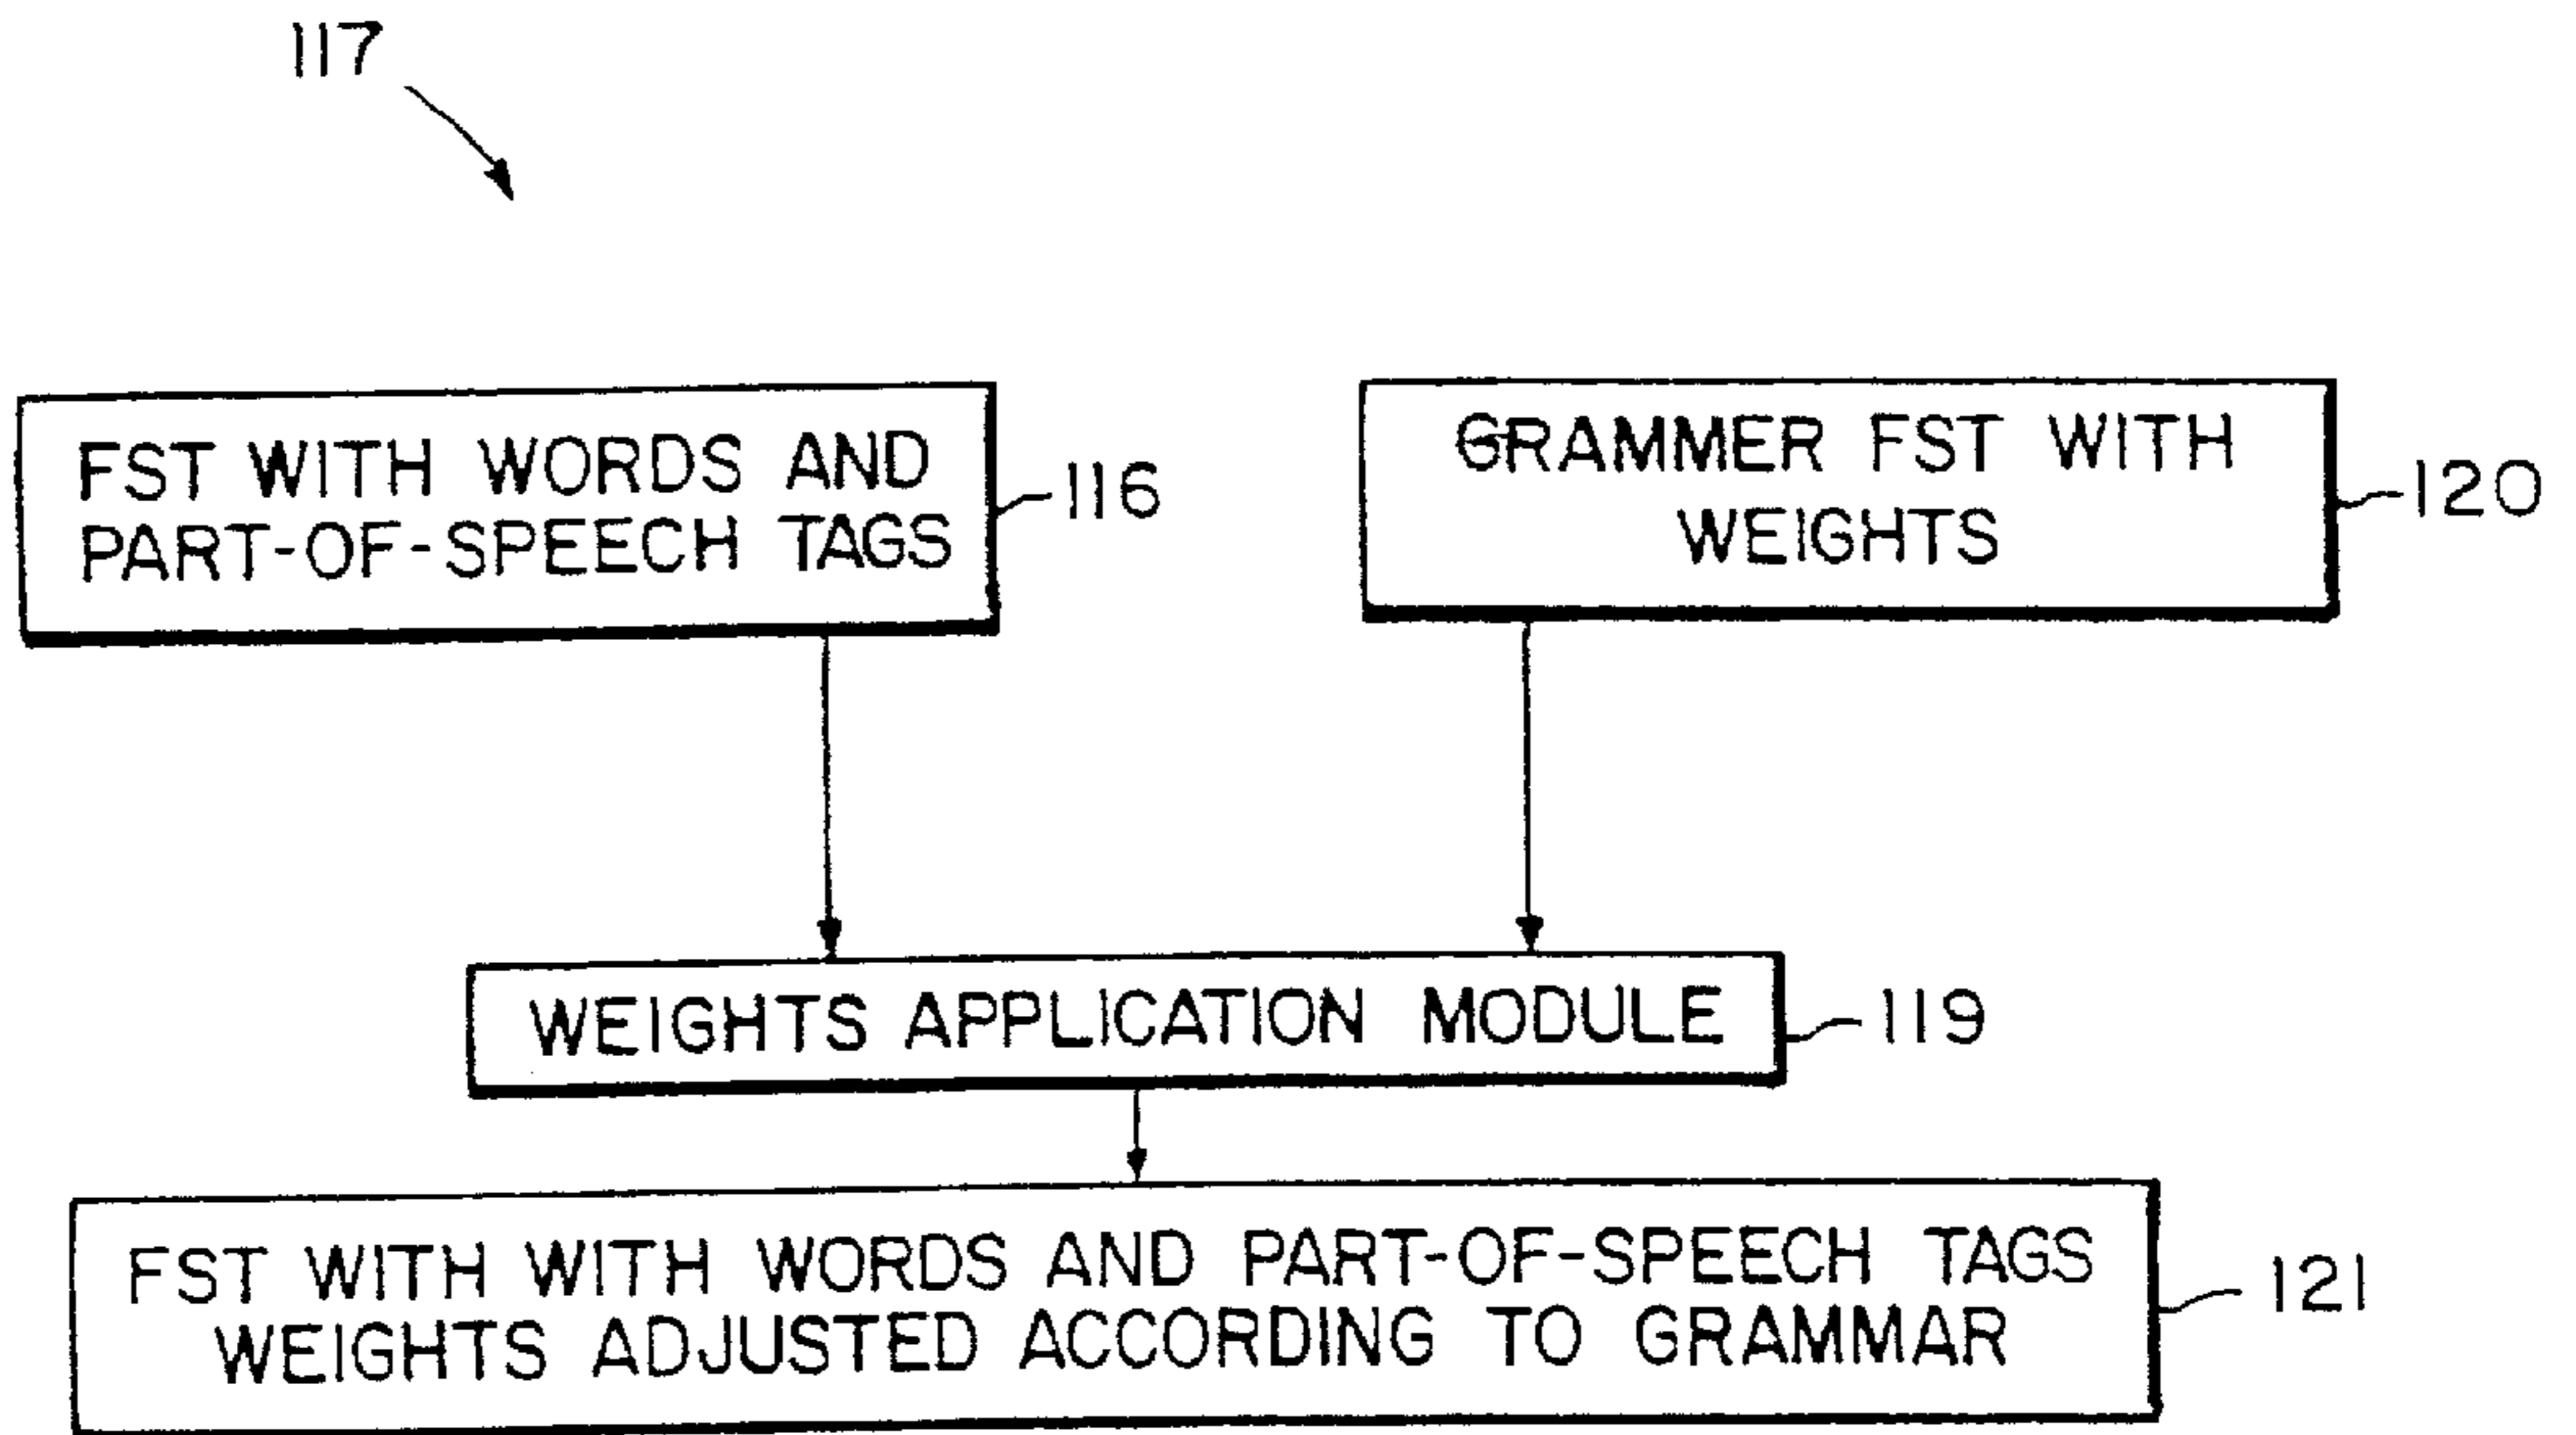 117
FST WITH WORDS AND
PART-OF-SPEECH TAGS
116
GRAMMER FST WITH
WEIGHTS
120
WEIGHTS APPLICATION MODULE
119
FST WITH WITH WORDS AND PART-OF-SPEECH TAGS
WEIGHTS ADJUSTED ACCORDING TO GRAMMAR
121